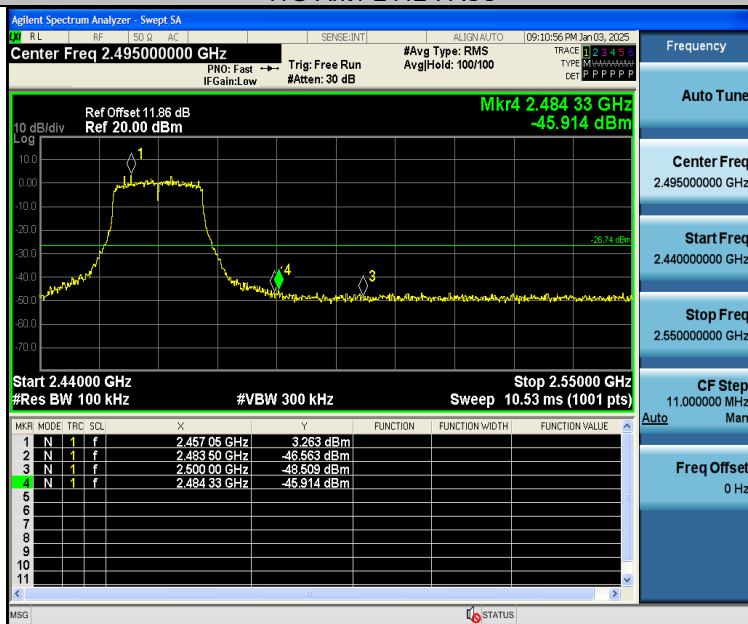 Agilent Spectrum Analyzer - Swept SA
LXI RL RF 50 Ω AC SENSE:INT ALIGN AUTO 09:10:56 PM Jan 03, 2025
Center Freq 2.495000000 GHz
PNO: Fast
IFGain:Low
Trig: Free Run
#Atten: 30 dB
#Avg Type: RMS
Avg|Hold: 100/100
TRACE 1 2 3 4 5 6
TYPE M
DET P P P P P P
Ref Offset 11.86 dB
10 dB/div Ref 20.00 dBm
Log
Mkr4 2.484 33 GHz
-45.914 dBm
10.0
0.00
-10.0
-20.0
-30.0
-40.0
-50.0
-60.0
-70.0
1
4
3
-26.74 dBm
Start 2.44000 GHz Stop 2.55000 GHz
#Res BW 100 kHz #VBW 300 kHz Sweep 10.53 ms (1001 pts)
MKR MODE TRC SCL X Y FUNCTION FUNCTION WIDTH FUNCTION VALUE
1 N 1 f 2.457 05 GHz 3.263 dBm
2 N 1 f 2.483 50 GHz -46.563 dBm
3 N 1 f 2.500 00 GHz -48.509 dBm
4 N 1 f 2.484 33 GHz -45.914 dBm
5
6
7
8
9
10
11
MSG STATUS
Frequency
Auto Tune
Center Freq
2.495000000 GHz
Start Freq
2.440000000 GHz
Stop Freq
2.550000000 GHz
CF Step
11.000000 MHz
Auto Man
Freq Offset
0 Hz